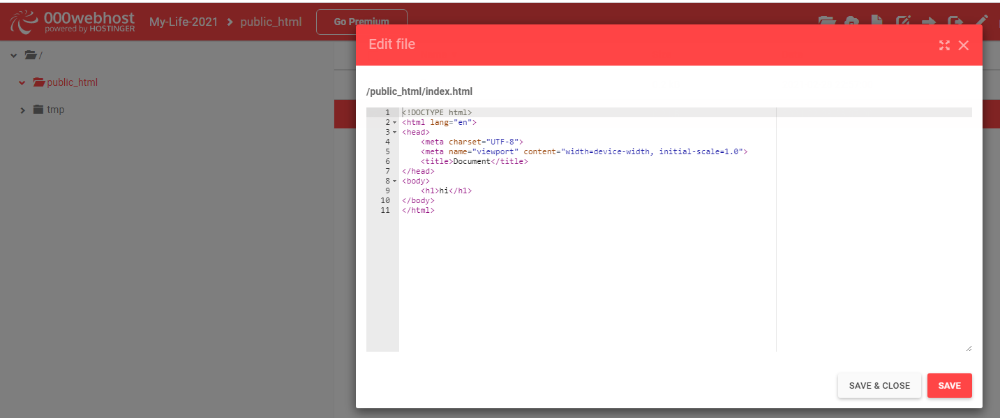 000webhost
powered by HOSTINGER
My-Life-2021 > public_html
Go Premium
/
public_html
tmp
Edit file
/public_html/index.html
1 <!DOCTYPE html>
2 <html lang="en">
3 <head>
4 <meta charset="UTF-8">
5 <meta name="viewport" content="width=device-width, initial-scale=1.0">
6 <title>Document</title>
7 </head>
8 <body>
9 <h1>hi</h1>
10 </body>
11 </html>
SAVE & CLOSE
SAVE